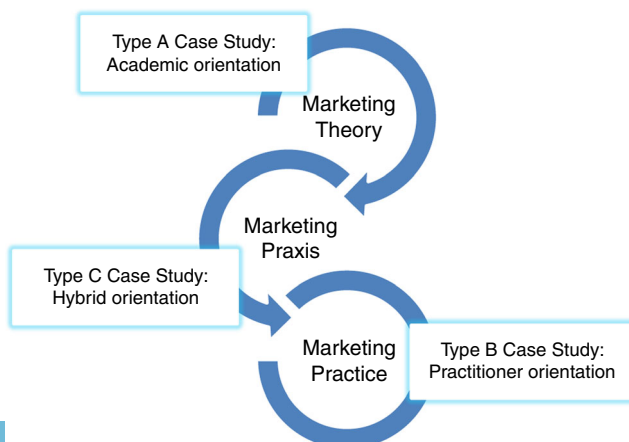 Type A Case Study:
Academic orientation
Marketing
Theory
Marketing
Praxis
Type C Case Study:
Hybrid orientation
Marketing
Practice
Type B Case Study:
Practitioner orientation